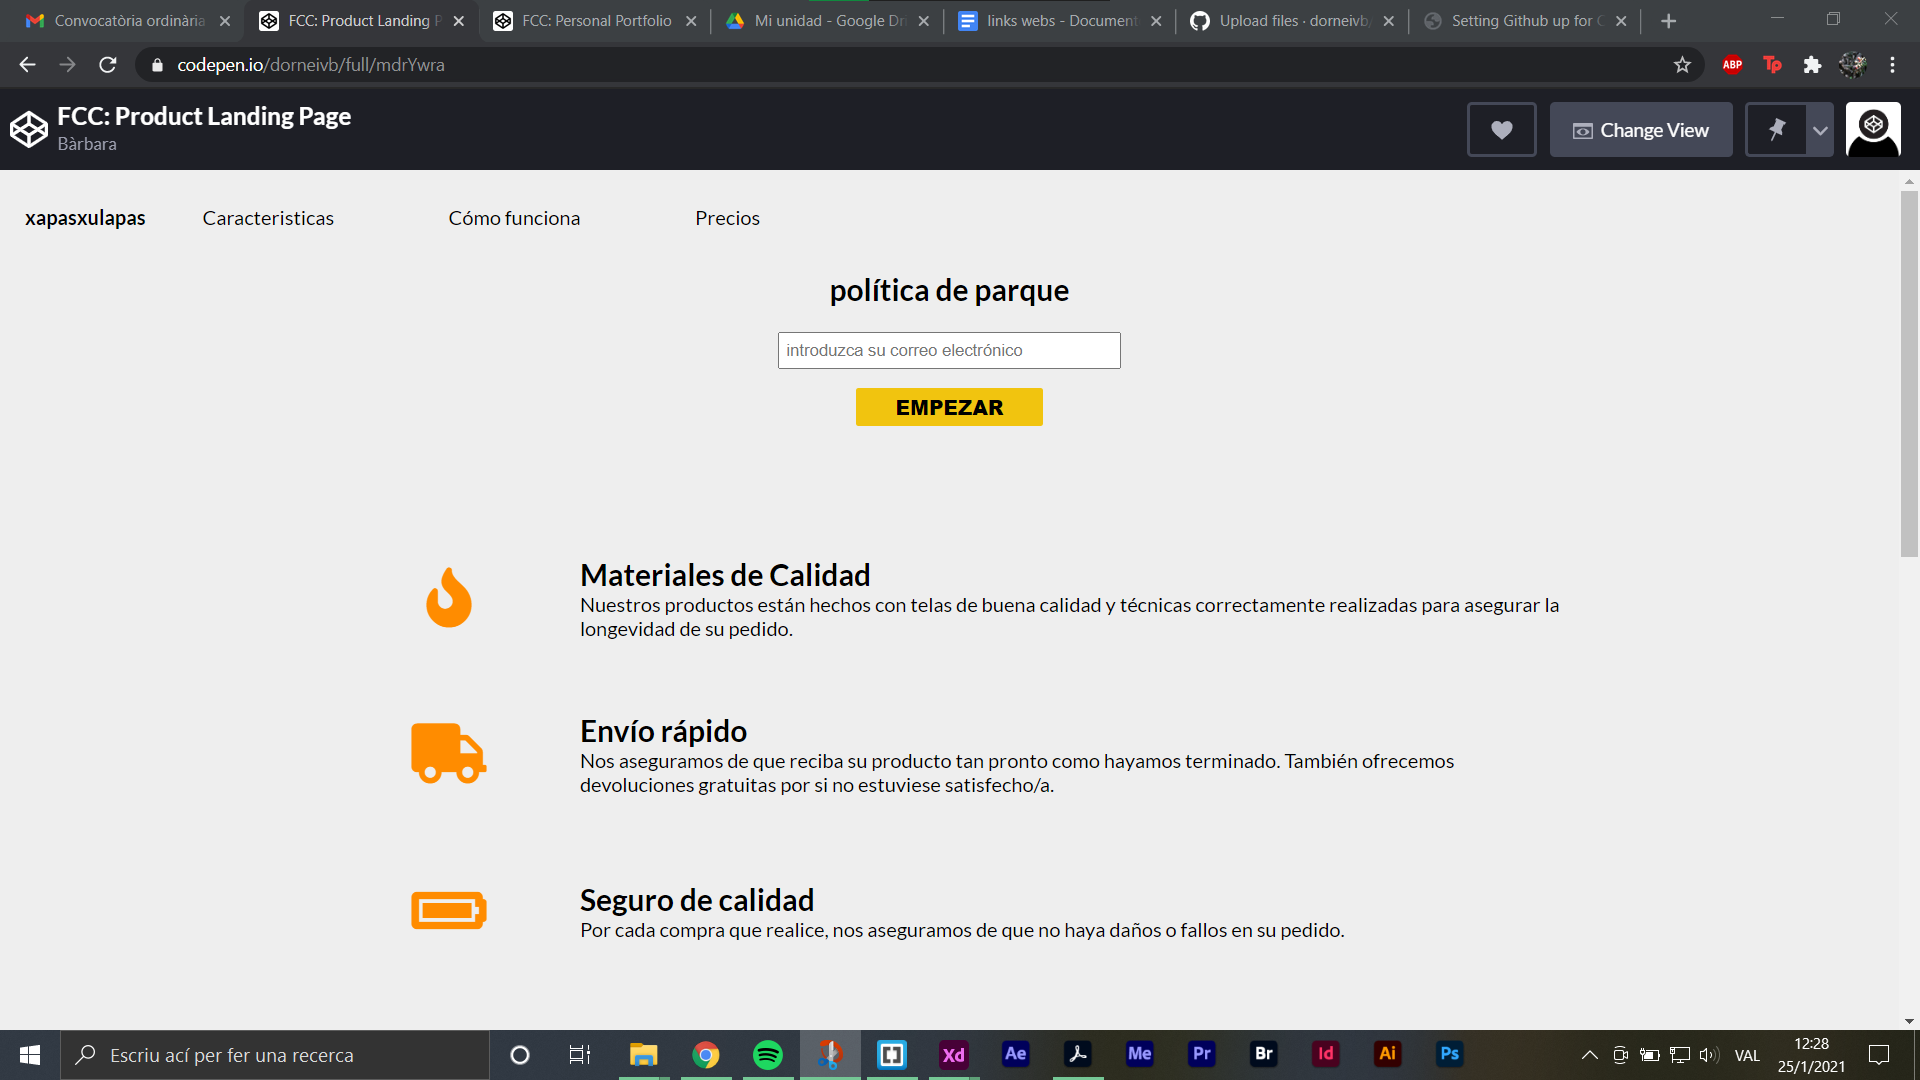 Convocatòria ordinària
FCC: Product Landing P
FCC: Personal Portfolio
Mi unidad - Google Dri
links webs - Document
Upload files · dorneivb/
Setting Github up for C
codepen.io/dorneivb/full/mdrYwra
ABP
Tp
FCC: Product Landing Page
Bàrbara
Change View
xapasxulapas
Caracteristicas
Cómo funciona
Precios
política de parque
introduzca su correo electrónico
EMPEZAR
Materiales de Calidad
Nuestros productos están hechos con telas de buena calidad y técnicas correctamente realizadas para asegurar la
longevidad de su pedido.
Envío rápido
Nos aseguramos de que reciba su producto tan pronto como hayamos terminado. También ofrecemos
devoluciones gratuitas por si no estuviese satisfecho/a.
Seguro de calidad
Por cada compra que realice, nos aseguramos de que no haya daños o fallos en su pedido.
Escriu ací per fer una recerca
Xd
Ae
Me
Pr
Br
Id
Ai
Ps
VAL
12:28
25/1/2021